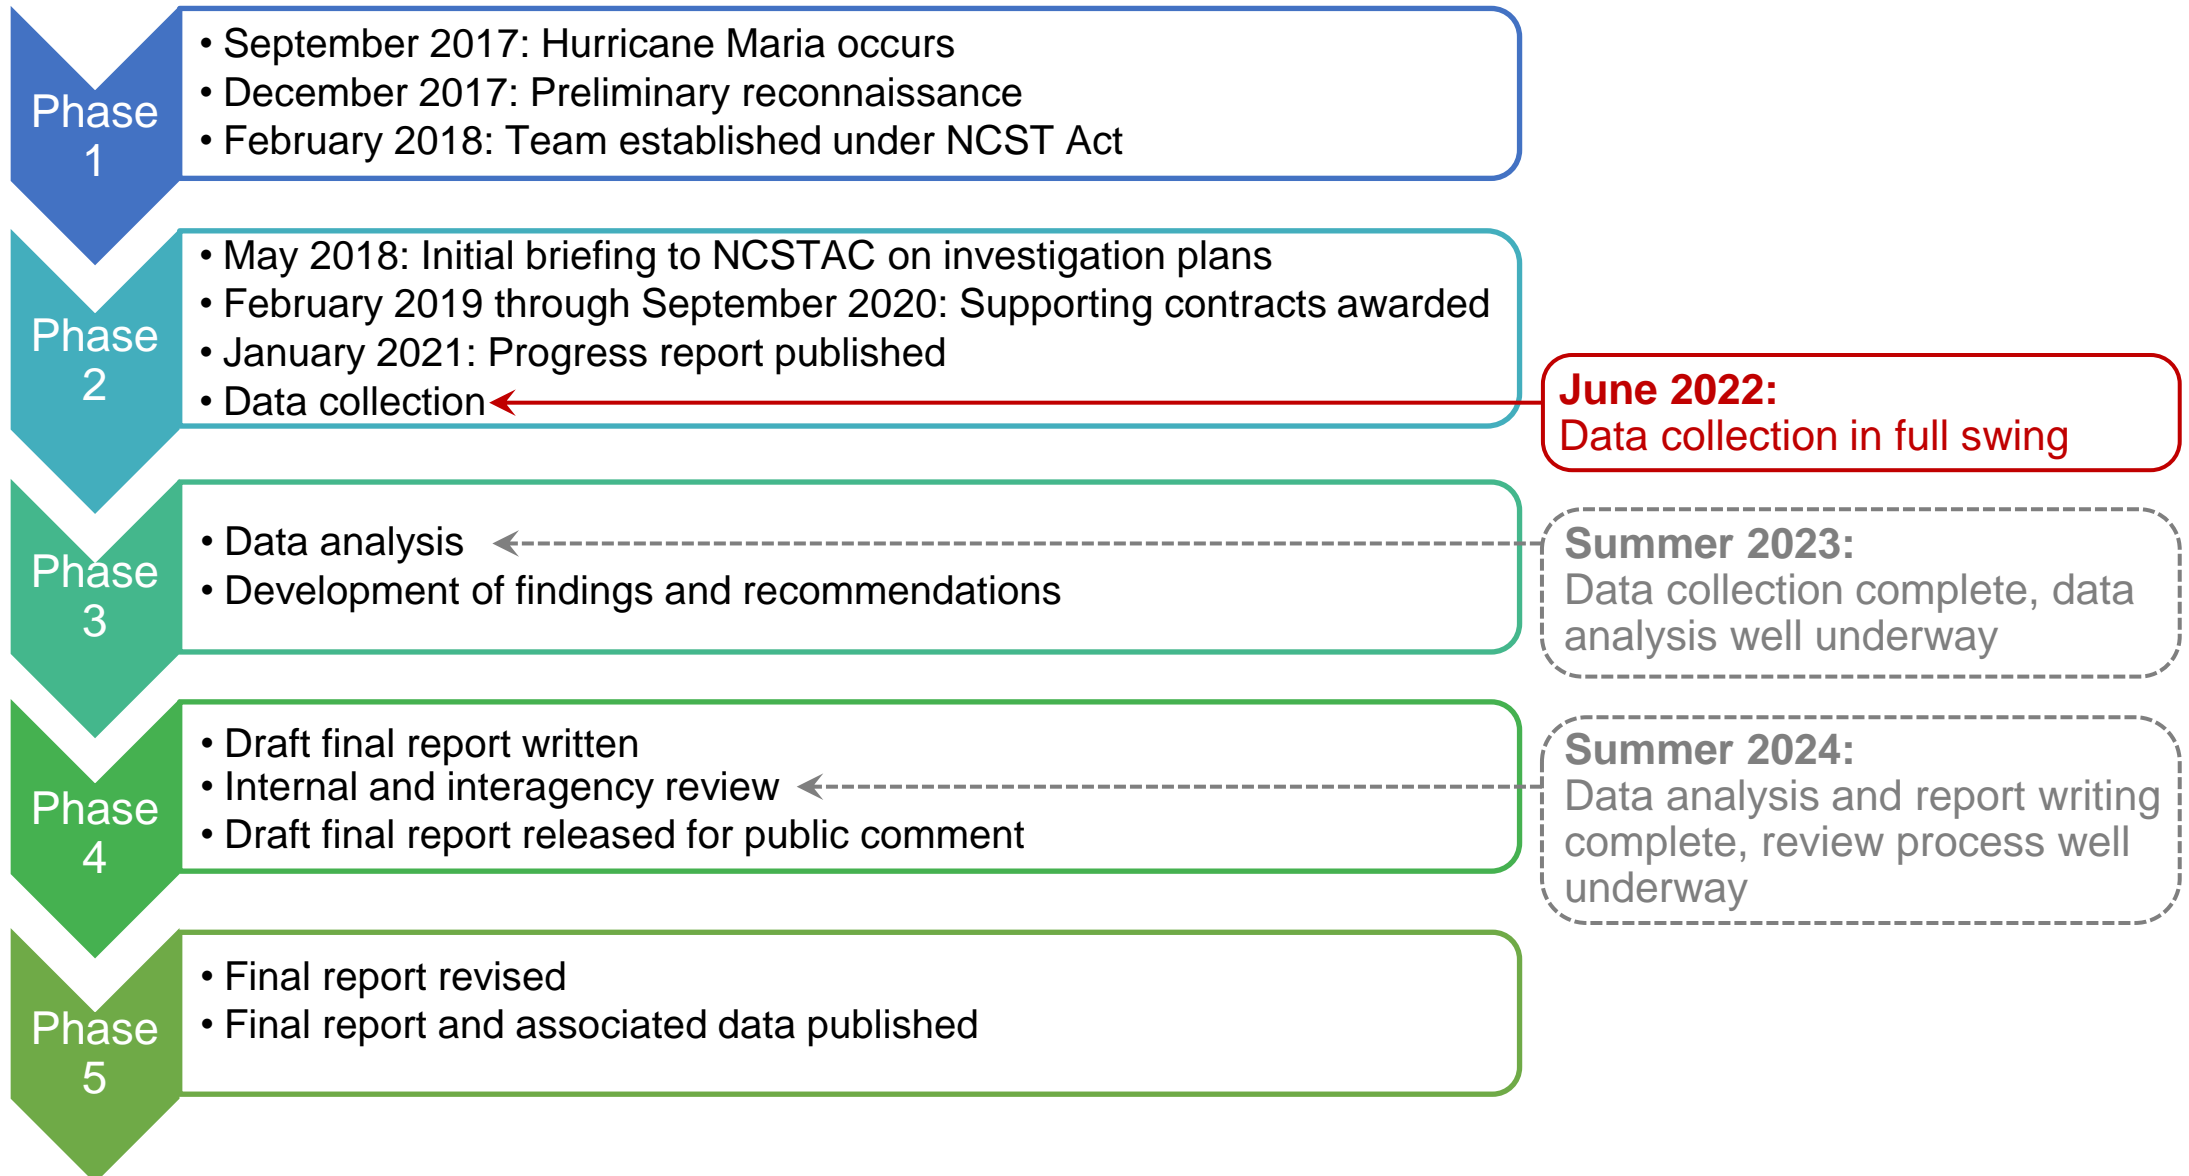 Phase
1
• September 2017: Hurricane Maria occurs
• December 2017: Preliminary reconnaissance
• February 2018: Team established under NCST Act
Phase
2
• May 2018: Initial briefing to NCSTAC on investigation plans
• February 2019 through September 2020: Supporting contracts awarded
• January 2021: Progress report published
• Data collection
June 2022:
Data collection in full swing
Phase
3
• Data analysis
• Development of findings and recommendations
Summer 2023:
Data collection complete, data
analysis well underway
Phase
4
• Draft final report written
• Internal and interagency review
• Draft final report released for public comment
Summer 2024:
Data analysis and report writing
complete, review process well
underway
Phase
5
• Final report revised
• Final report and associated data published